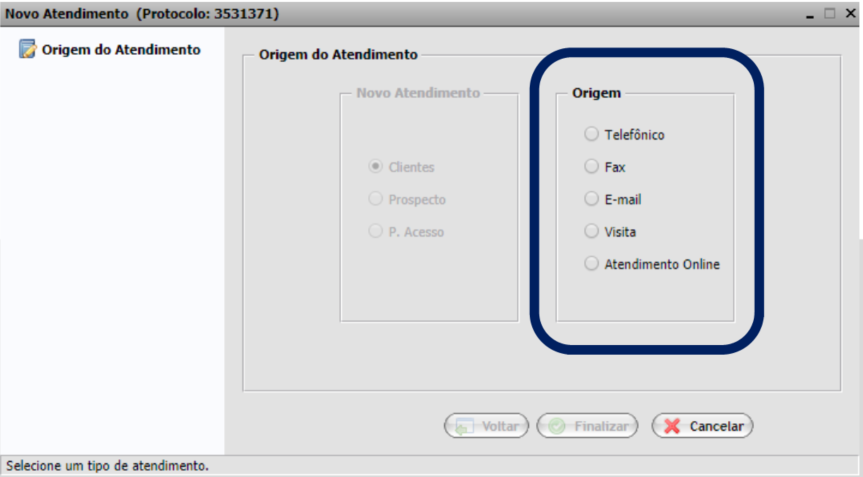 Novo Atendimento (Protocolo: 3531371)
Origem do Atendimento
Origem do Atendimento
Novo Atendimento
Clientes
Prospecto
P. Acesso
Origem
Telefônico
Fax
E-mail
Visita
Atendimento Online
Voltar
Finalizar
Cancelar
Selecione um tipo de atendimento.